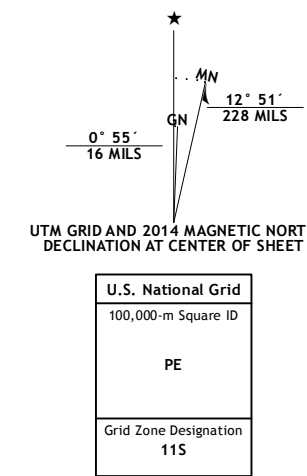 ★
MN
GN
12° 51´
228 MILS
0° 55´
16 MILS
UTM GRID AND 2014 MAGNETIC NORT
DECLINATION AT CENTER OF SHEET
U.S. National Grid
100,000-m Square ID
PE
Grid Zone Designation
11S